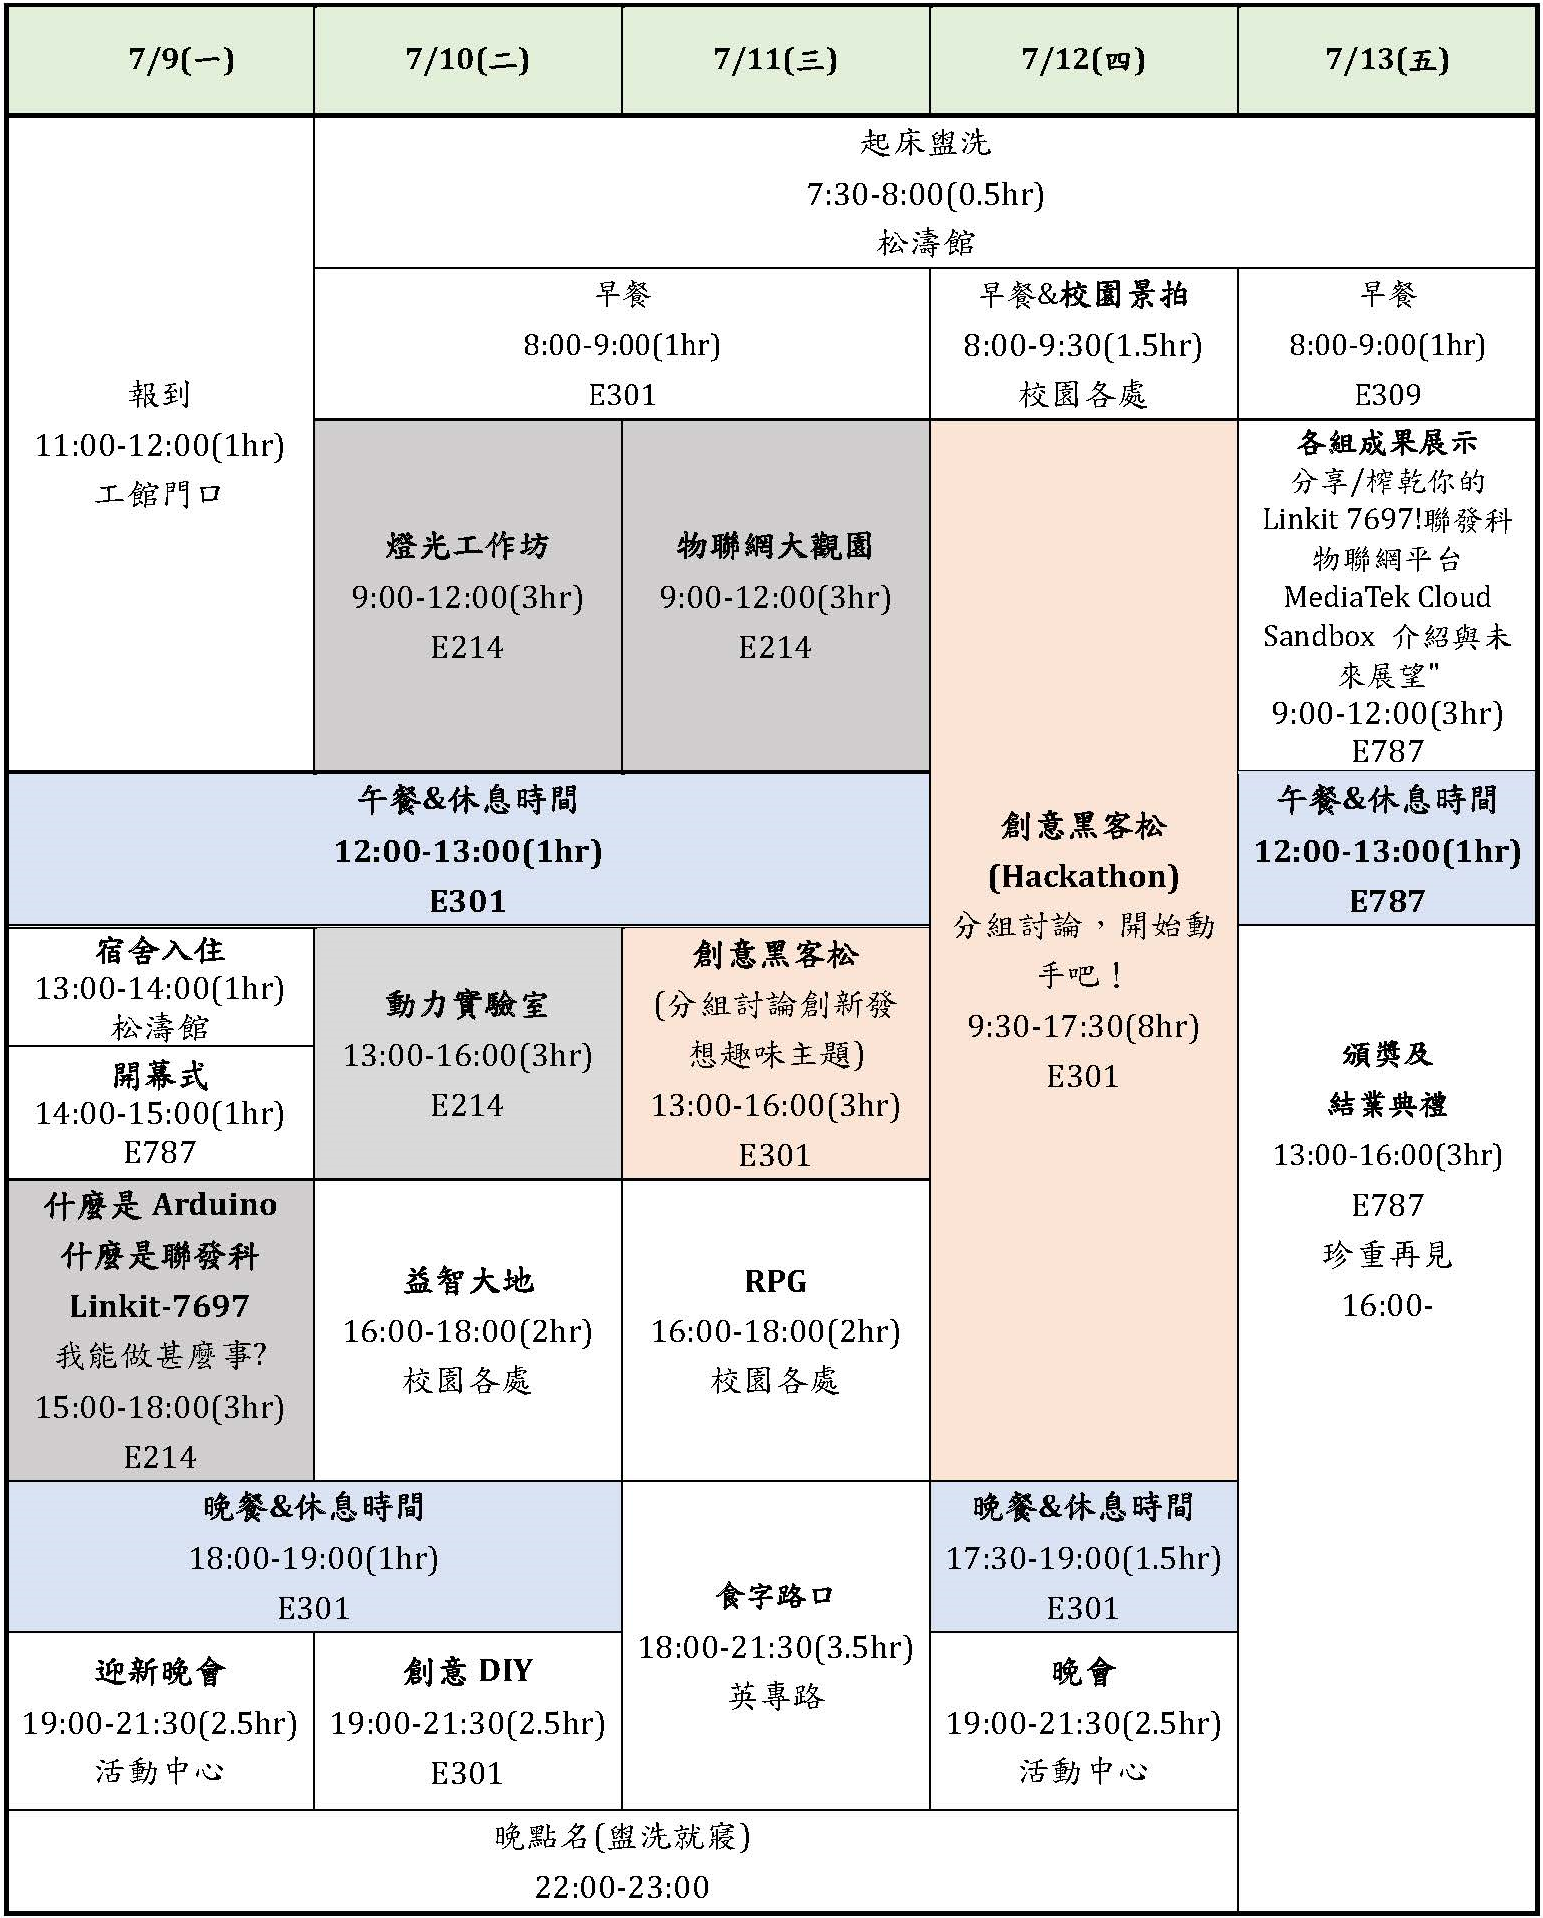 7/9(一)
7/10(二)
7/11(三)
7/12(四)
7/13(五)
報到
11:00-12:00(1hr)
工館門口
起床盥洗
7:30-8:00(0.5hr)
松濤館
早餐
8:00-9:00(1hr)
E301
早餐&校園景拍
8:00-9:30(1.5hr)
校園各處
早餐
8:00-9:00(1hr)
E309
燈光工作坊
9:00-12:00(3hr)
E214
物聯網大觀園
9:00-12:00(3hr)
E214
創意黑客松
(Hackathon)
分組討論，開始動
手吧！
9:30-17:30(8hr)
E301
各組成果展示
分享/榨乾你的
Linkit 7697!聯發科
物聯網平台
MediaTek Cloud
Sandbox 介紹與未
來展望"
9:00-12:00(3hr)
E787
午餐&休息時間
12:00-13:00(1hr)
E301
午餐&休息時間
12:00-13:00(1hr)
E787
宿舍入住
13:00-14:00(1hr)
松濤館
開幕式
14:00-15:00(1hr)
E787
動力實驗室
13:00-16:00(3hr)
E214
創意黑客松
(分組討論創新發
想趣味主題)
13:00-16:00(3hr)
E301
頒獎及
結業典禮
13:00-16:00(3hr)
E787
珍重再見
16:00-
什麼是 Arduino
什麼是聯發科
Linkit-7697
我能做甚麼事?
15:00-18:00(3hr)
E214
益智大地
16:00-18:00(2hr)
校園各處
RPG
16:00-18:00(2hr)
校園各處
晚餐&休息時間
18:00-19:00(1hr)
E301
食字路口
18:00-21:30(3.5hr)
英專路
晚餐&休息時間
17:30-19:00(1.5hr)
E301
迎新晚會
19:00-21:30(2.5hr)
活動中心
創意 DIY
19:00-21:30(2.5hr)
E301
晚會
19:00-21:30(2.5hr)
活動中心
晚點名(盥洗就寢)
22:00-23:00